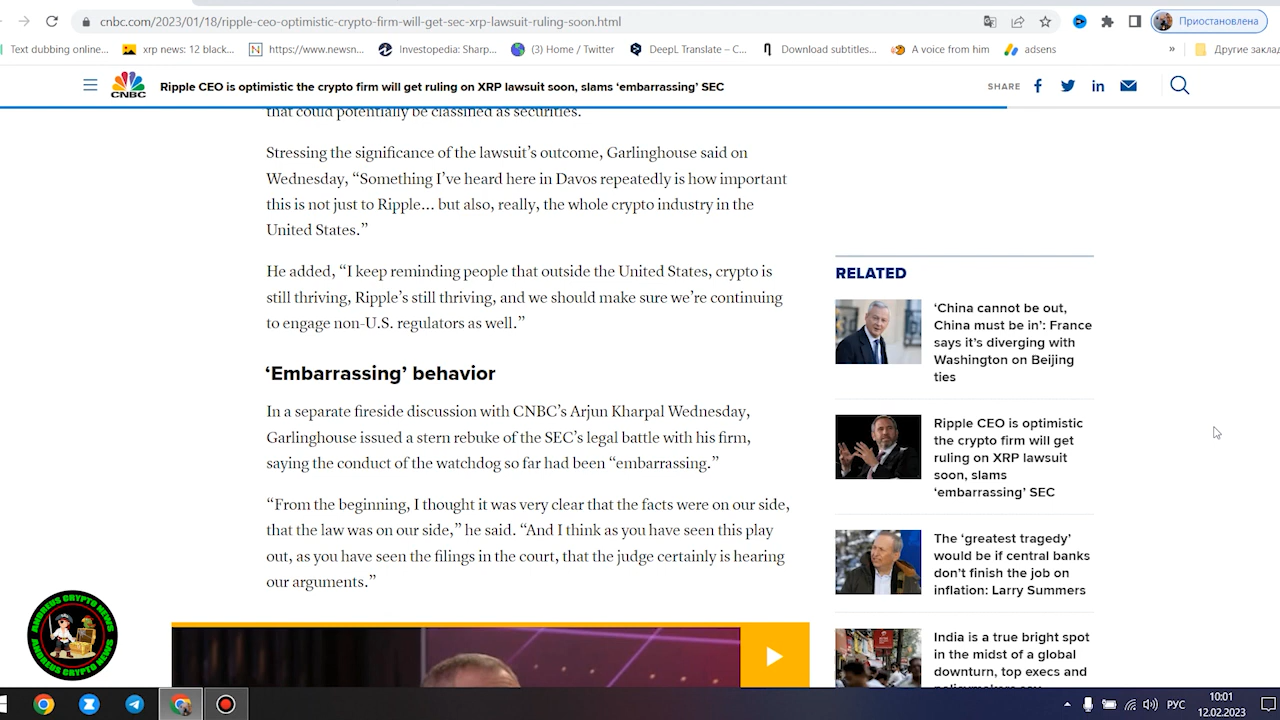 cnbc.com/2023/01/18/ripple-ceo-optimistic-crypto-firm-will-get-sec-xrp-lawsuit-ruling-soon.html
Приостановлена
Text dubbing online...
xrp news: 12 black...
https://www.newsn...
Investopedia: Sharp...
(3) Home / Twitter
DeepL Translate – C...
Download subtitles...
A voice from him
adsens
»
Другие закла
CNBC
Ripple CEO is optimistic the crypto firm will get ruling on XRP lawsuit soon, slams ‘embarrassing’ SEC
SHARE
that could potentially be classified as securities.
Stressing the significance of the lawsuit’s outcome, Garlinghouse said on
Wednesday, “Something I’ve heard here in Davos repeatedly is how important
this is not just to Ripple… but also, really, the whole crypto industry in the
United States.”
He added, “I keep reminding people that outside the United States, crypto is
still thriving, Ripple’s still thriving, and we should make sure we’re continuing
to engage non-U.S. regulators as well.”
‘Embarrassing’ behavior
In a separate fireside discussion with CNBC’s Arjun Kharpal Wednesday,
Garlinghouse issued a stern rebuke of the SEC’s legal battle with his firm,
saying the conduct of the watchdog so far had been “embarrassing.”
“From the beginning, I thought it was very clear that the facts were on our side,
that the law was on our side,” he said. “And I think as you have seen this play
out, as you have seen the filings in the court, that the judge certainly is hearing
our arguments.”
RELATED
‘China cannot be out,
China must be in’: France
says it’s diverging with
Washington on Beijing
ties
Ripple CEO is optimistic
the crypto firm will get
ruling on XRP lawsuit
soon, slams
‘embarrassing’ SEC
The ‘greatest tragedy’
would be if central banks
don’t finish the job on
inflation: Larry Summers
India is a true bright spot
in the midst of a global
downturn, top execs and
policymakers say
ANDREUS CRYPTO NEWS
ANDREUS CRYPTO NEWS
РУС
10:01
12.02.2023